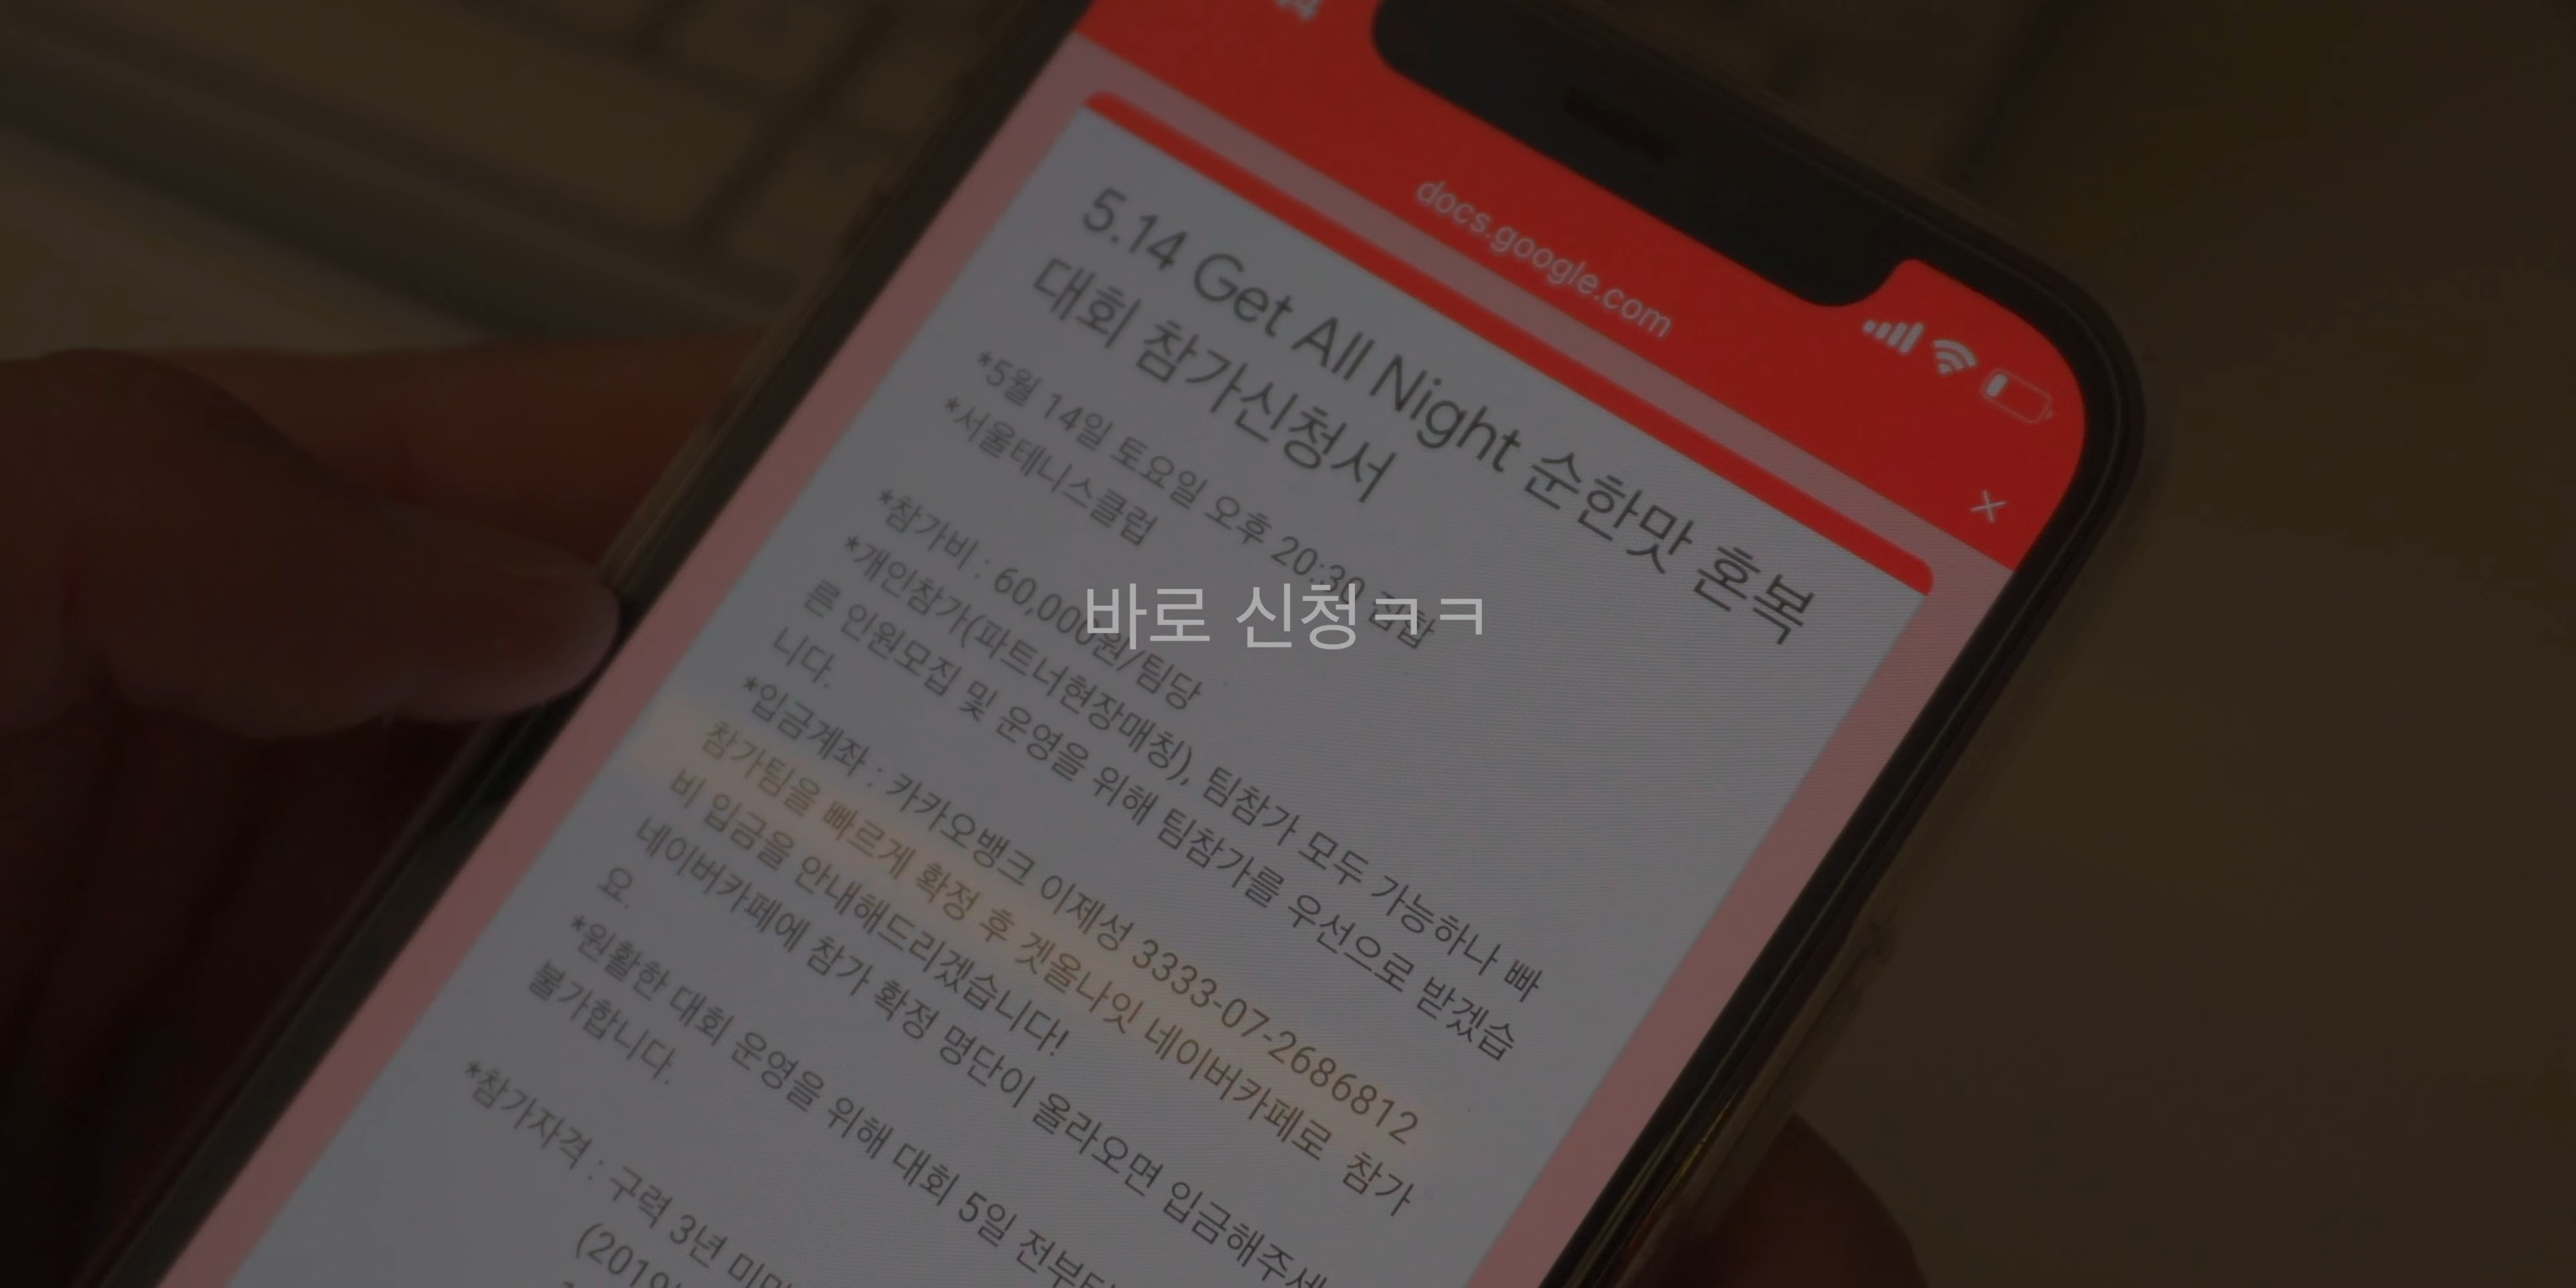 docs.google.com
5.14 Get All Night 순한맛 혼복
대회 참가신청서
*5월 14일 토요일 오후 20:30 집합
*서울테니스클럽
*참가비 : 60,000원/팀당
*개인참가(파트너현장매칭), 팀참가 모두 가능하나 빠
른 인원모집 및 운영을 위해 팀참가를 우선으로 받겠습
니다.
*입금계좌 : 카카오뱅크 이제성 3333-07-2686812
참가팀을 빠르게 확정 후 겟올나잇 네이버카페로 참가
비 입금을 안내해드리겠습니다!
네이버카페에 참가 확정 명단이 올라오면 입금해주세
요.
*원활한 대회 운영을 위해 대회 5일 전부터
불가합니다.
*참가자격 : 구력 3년 미만
(2019
바로 신청ㅋㅋ